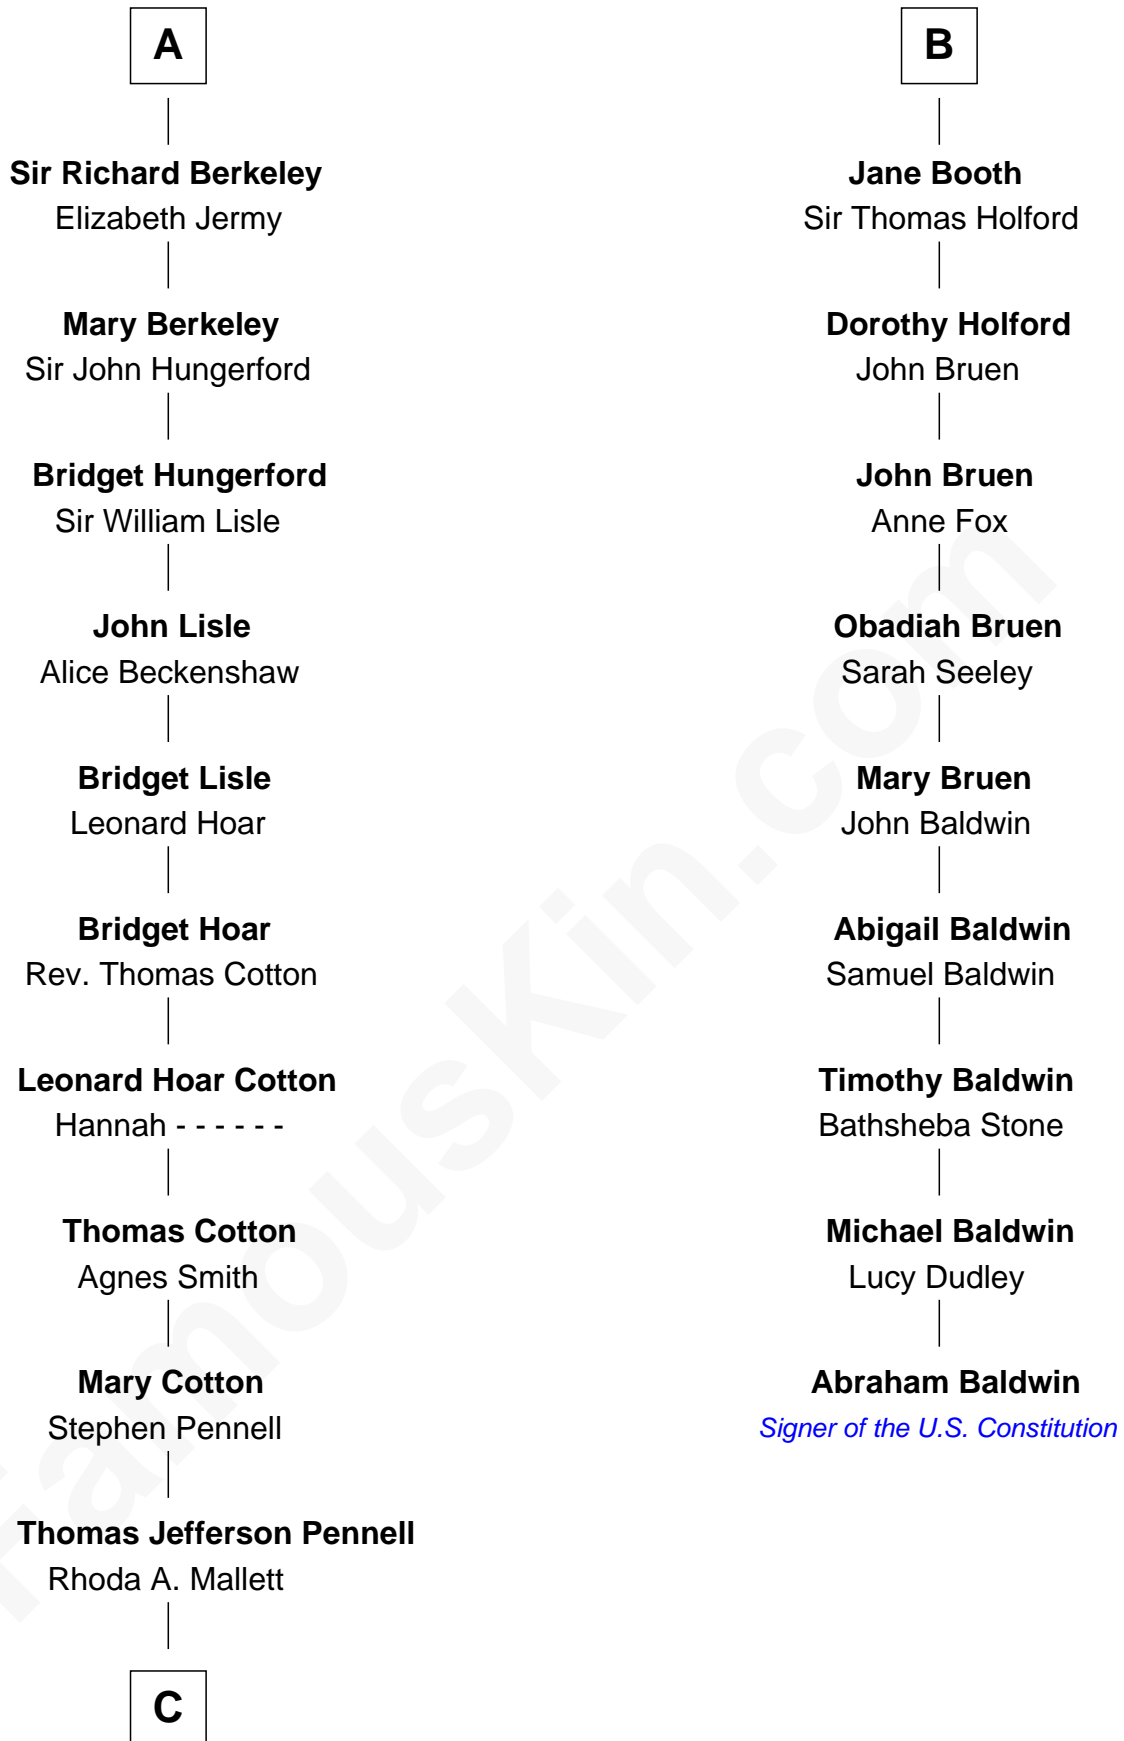 A
Sir Richard Berkeley
Elizabeth Jermy
Mary Berkeley
Sir John Hungerford
Bridget Hungerford
Sir William Lisle
John Lisle
Alice Beckenshaw
Bridget Lisle
Leonard Hoar
Bridget Hoar
Rev. Thomas Cotton
Leonard Hoar Cotton
Hannah - - - - - -
Thomas Cotton
Agnes Smith
Mary Cotton
Stephen Pennell
Thomas Jefferson Pennell
Rhoda A. Mallett
C
B
Jane Booth
Sir Thomas Holford
Dorothy Holford
John Bruen
John Bruen
Anne Fox
Obadiah Bruen
Sarah Seeley
Mary Bruen
John Baldwin
Abigail Baldwin
Samuel Baldwin
Timothy Baldwin
Bathsheba Stone
Michael Baldwin
Lucy Dudley
Abraham Baldwin
Signer of the U.S. Constitution
FamousKin.com